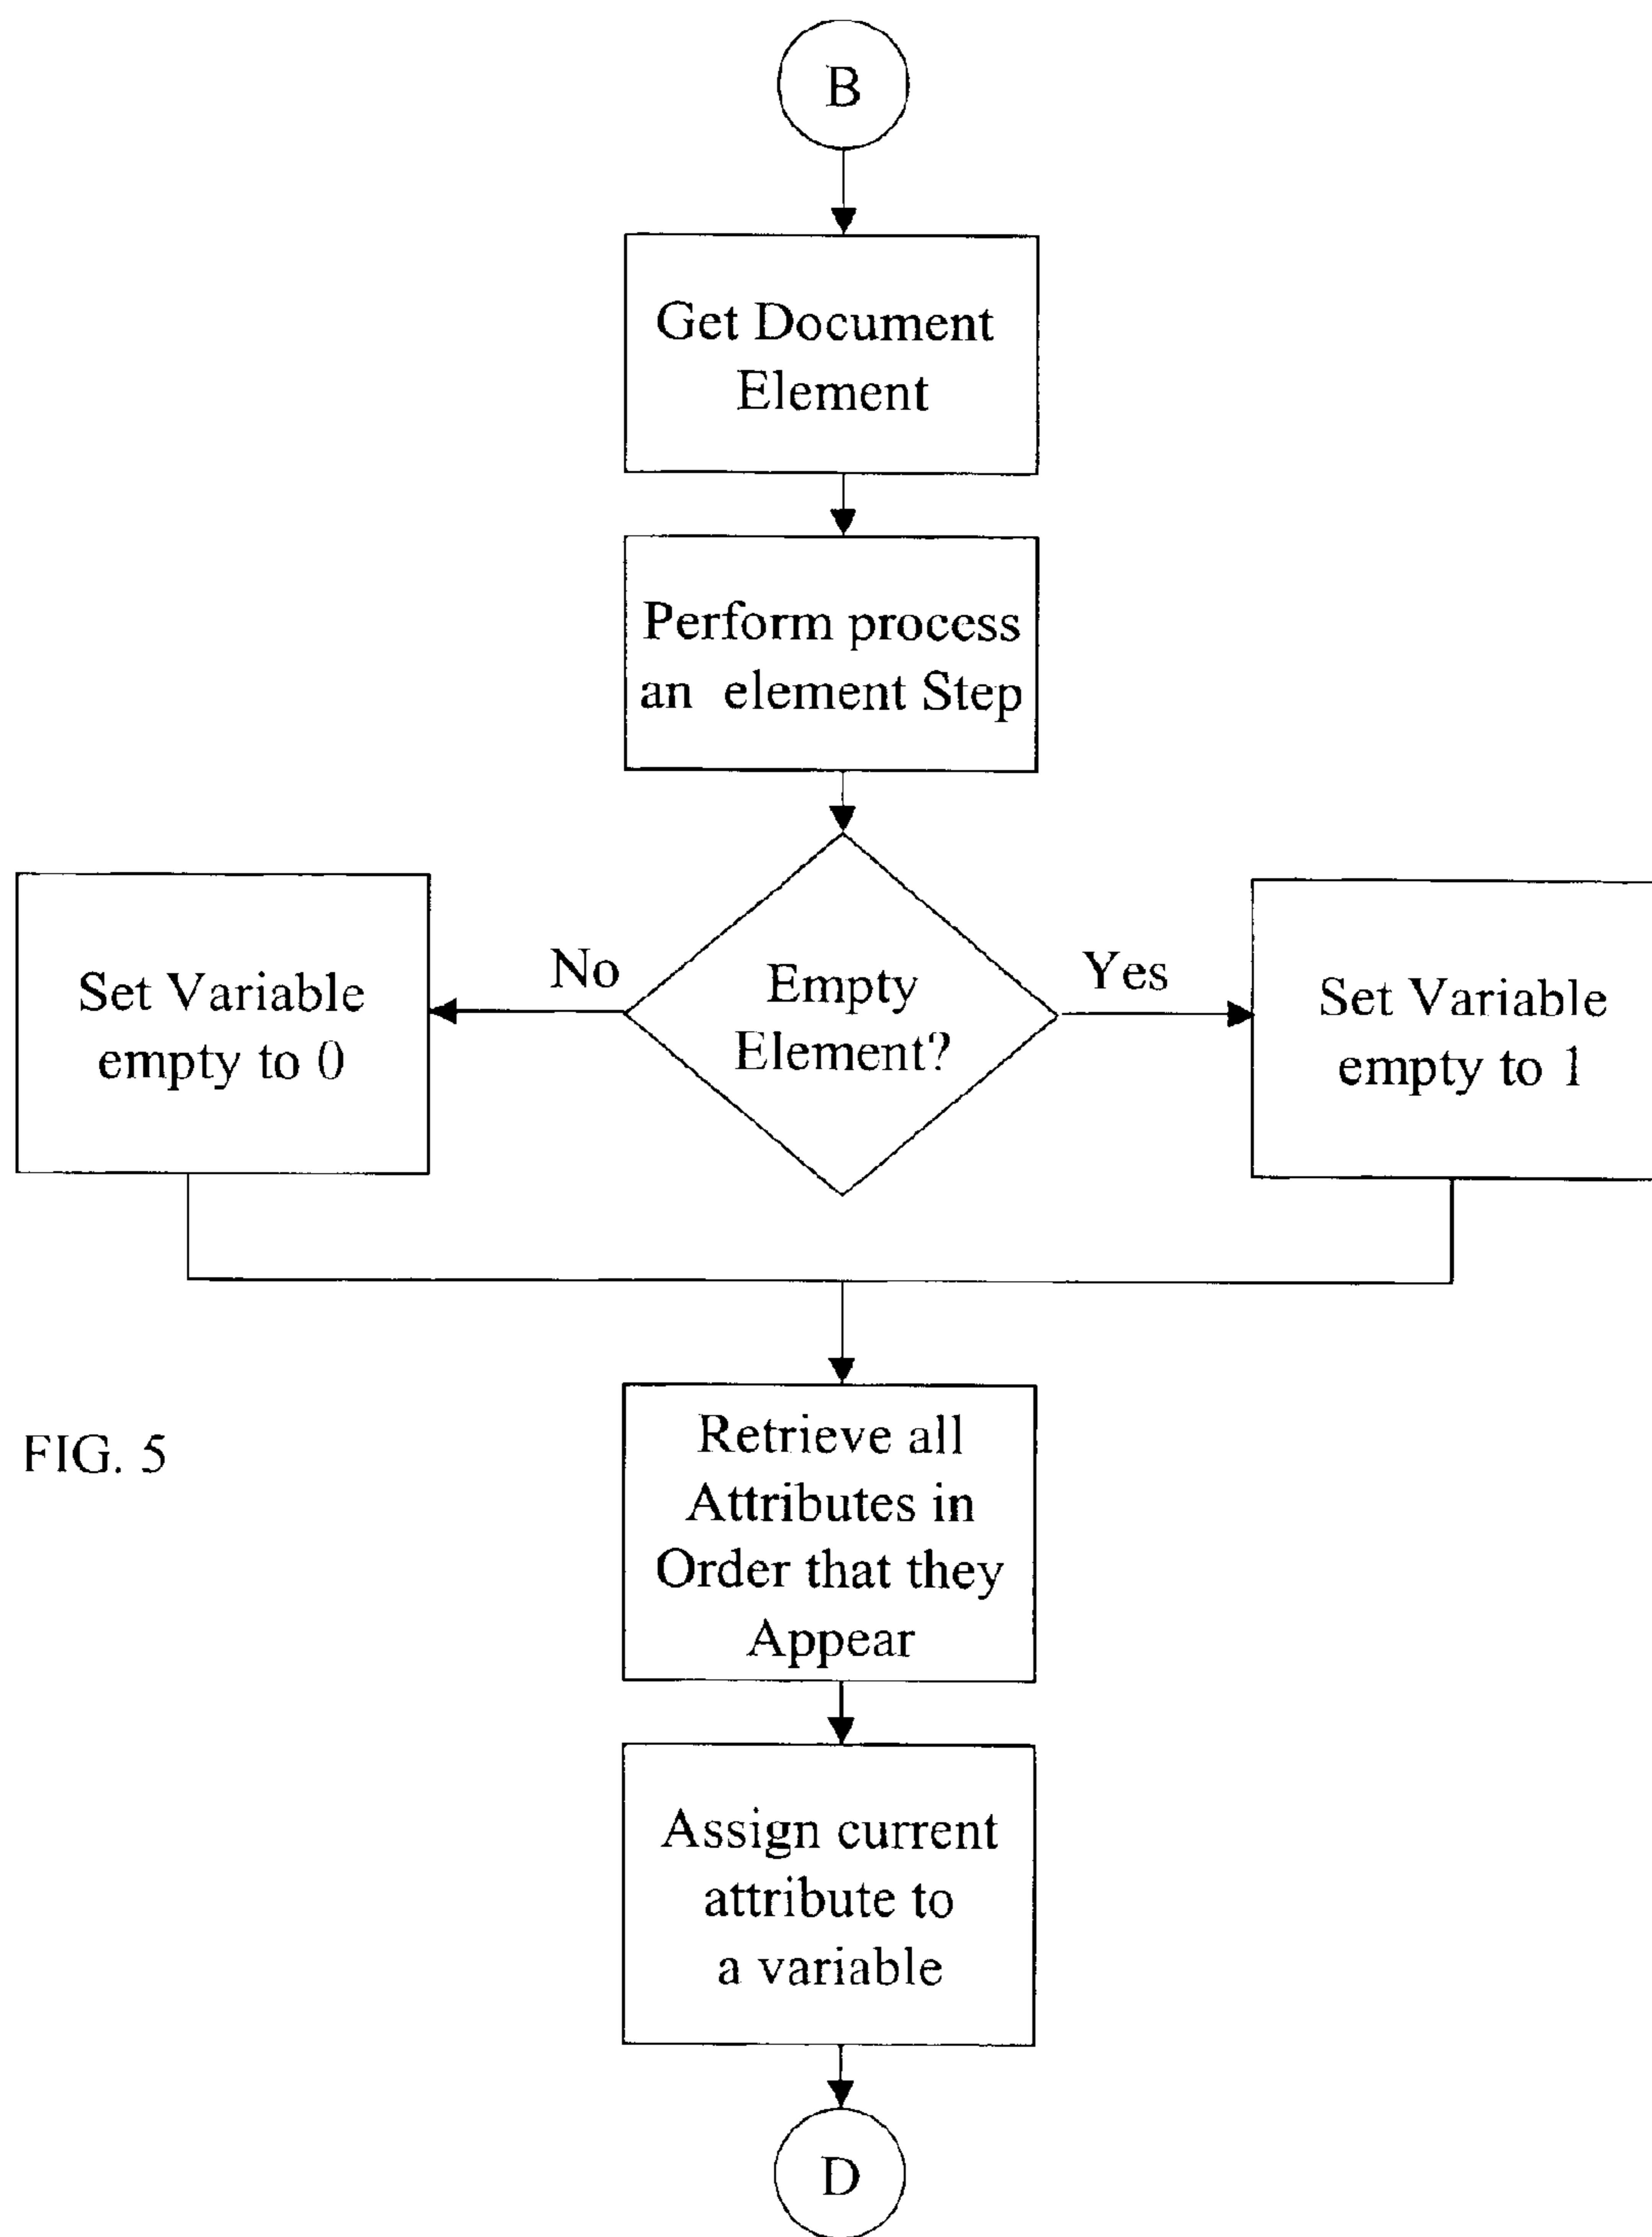 B
Get Document
Element
Perform process
an element Step
No
Empty
Element?
Yes
Set Variable
empty to 0
Set Variable
empty to 1
FIG. 5
Retrieve all
Attributes in
Order that they
Appear
Assign current
attribute to
a variable
D